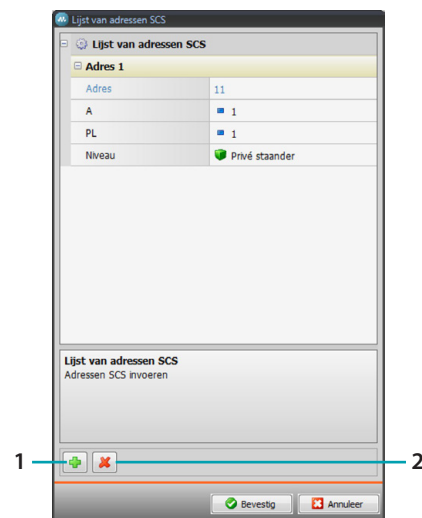 Lijst van adressen SCS
Lijst van adressen SCS
Adres 1
Adres 11
A 1
PL 1
Niveau Privé staander
Lijst van adressen SCS
Adressen SCS invoeren
1 2
Bevestig Annuleer